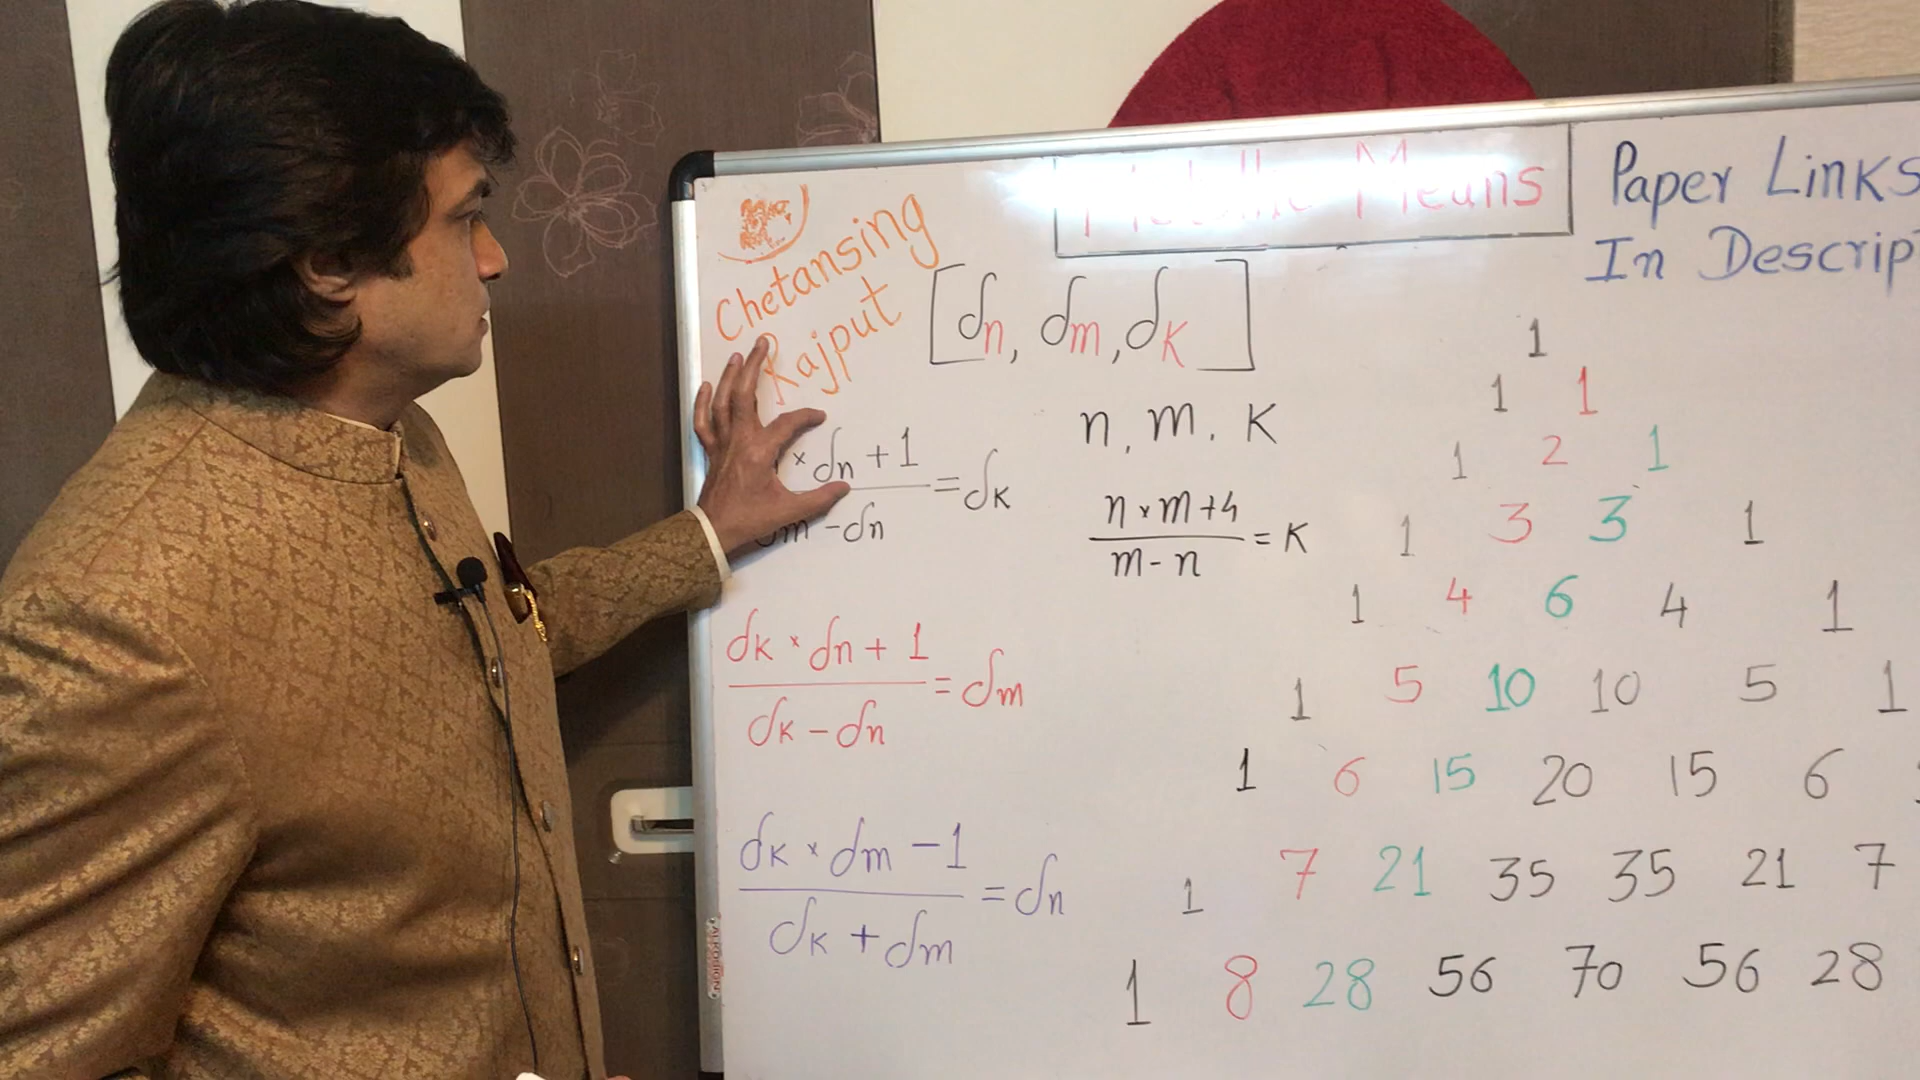 Metallic Means
Paper Links
In Descrip
Chetansing
Rajput
[δn, δm, δK]
n, m, K
× δn + 1
m - δn
= δK
n × m + 4
m - n
= K
δK × δn + 1
δK - δn
= δm
δK × δm - 1
δK + δm
= δn
1
1 1
1 2 1
1 3 3 1
1 4 6 4 1
1 5 10 10 5 1
1 6 15 20 15 6
1 7 21 35 35 21 7
1 8 28 56 70 56 28